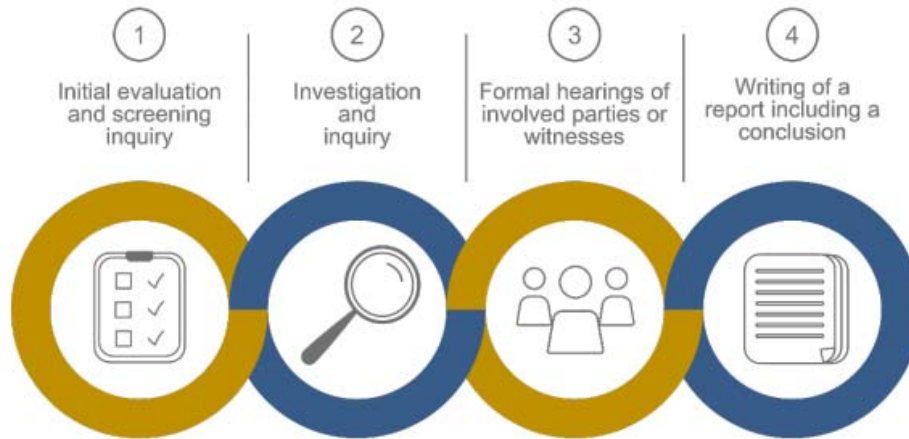 1
Initial evaluation
and screening
inquiry
2
Investigation
and
inquiry
3
Formal hearings of
involved parties or
witnesses
4
Writing of a
report including a
conclusion